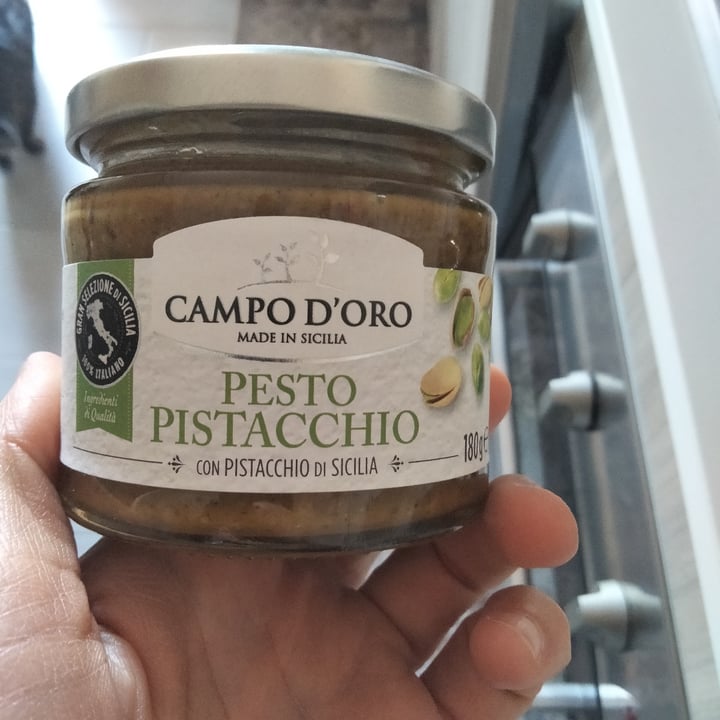 GRAN SELEZIONE DI SICILIA
100% ITALIANO
Ingredienti
di Qualità
CAMPO D'ORO
MADE IN SICILIA
PESTO
PISTACCHIO
CON PISTACCHIO DI SICILIA
180g e